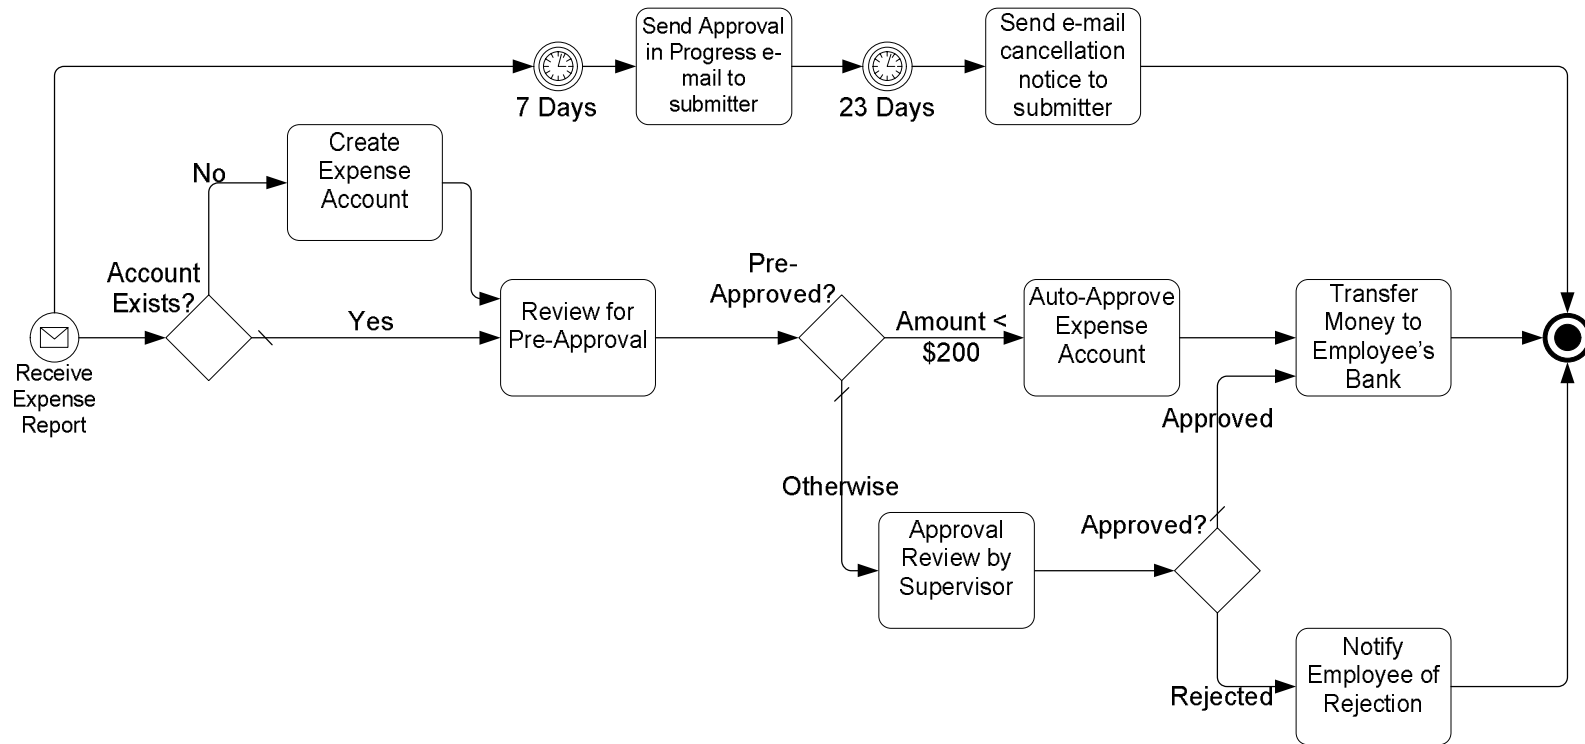 Send Approval
in Progress e-
mail to
submitter
Send e-mail
cancellation
notice to
submitter
7 Days
23 Days
Create
Expense
Account
No
Account
Exists?
Yes
Receive
Expense
Report
Review for
Pre-Approval
Pre-
Approved?
Amount <
$200
Auto-Approve
Expense
Account
Transfer
Money to
Employee's
Bank
Approved
Otherwise
Approval
Review by
Supervisor
Approved?
Rejected
Notify
Employee of
Rejection